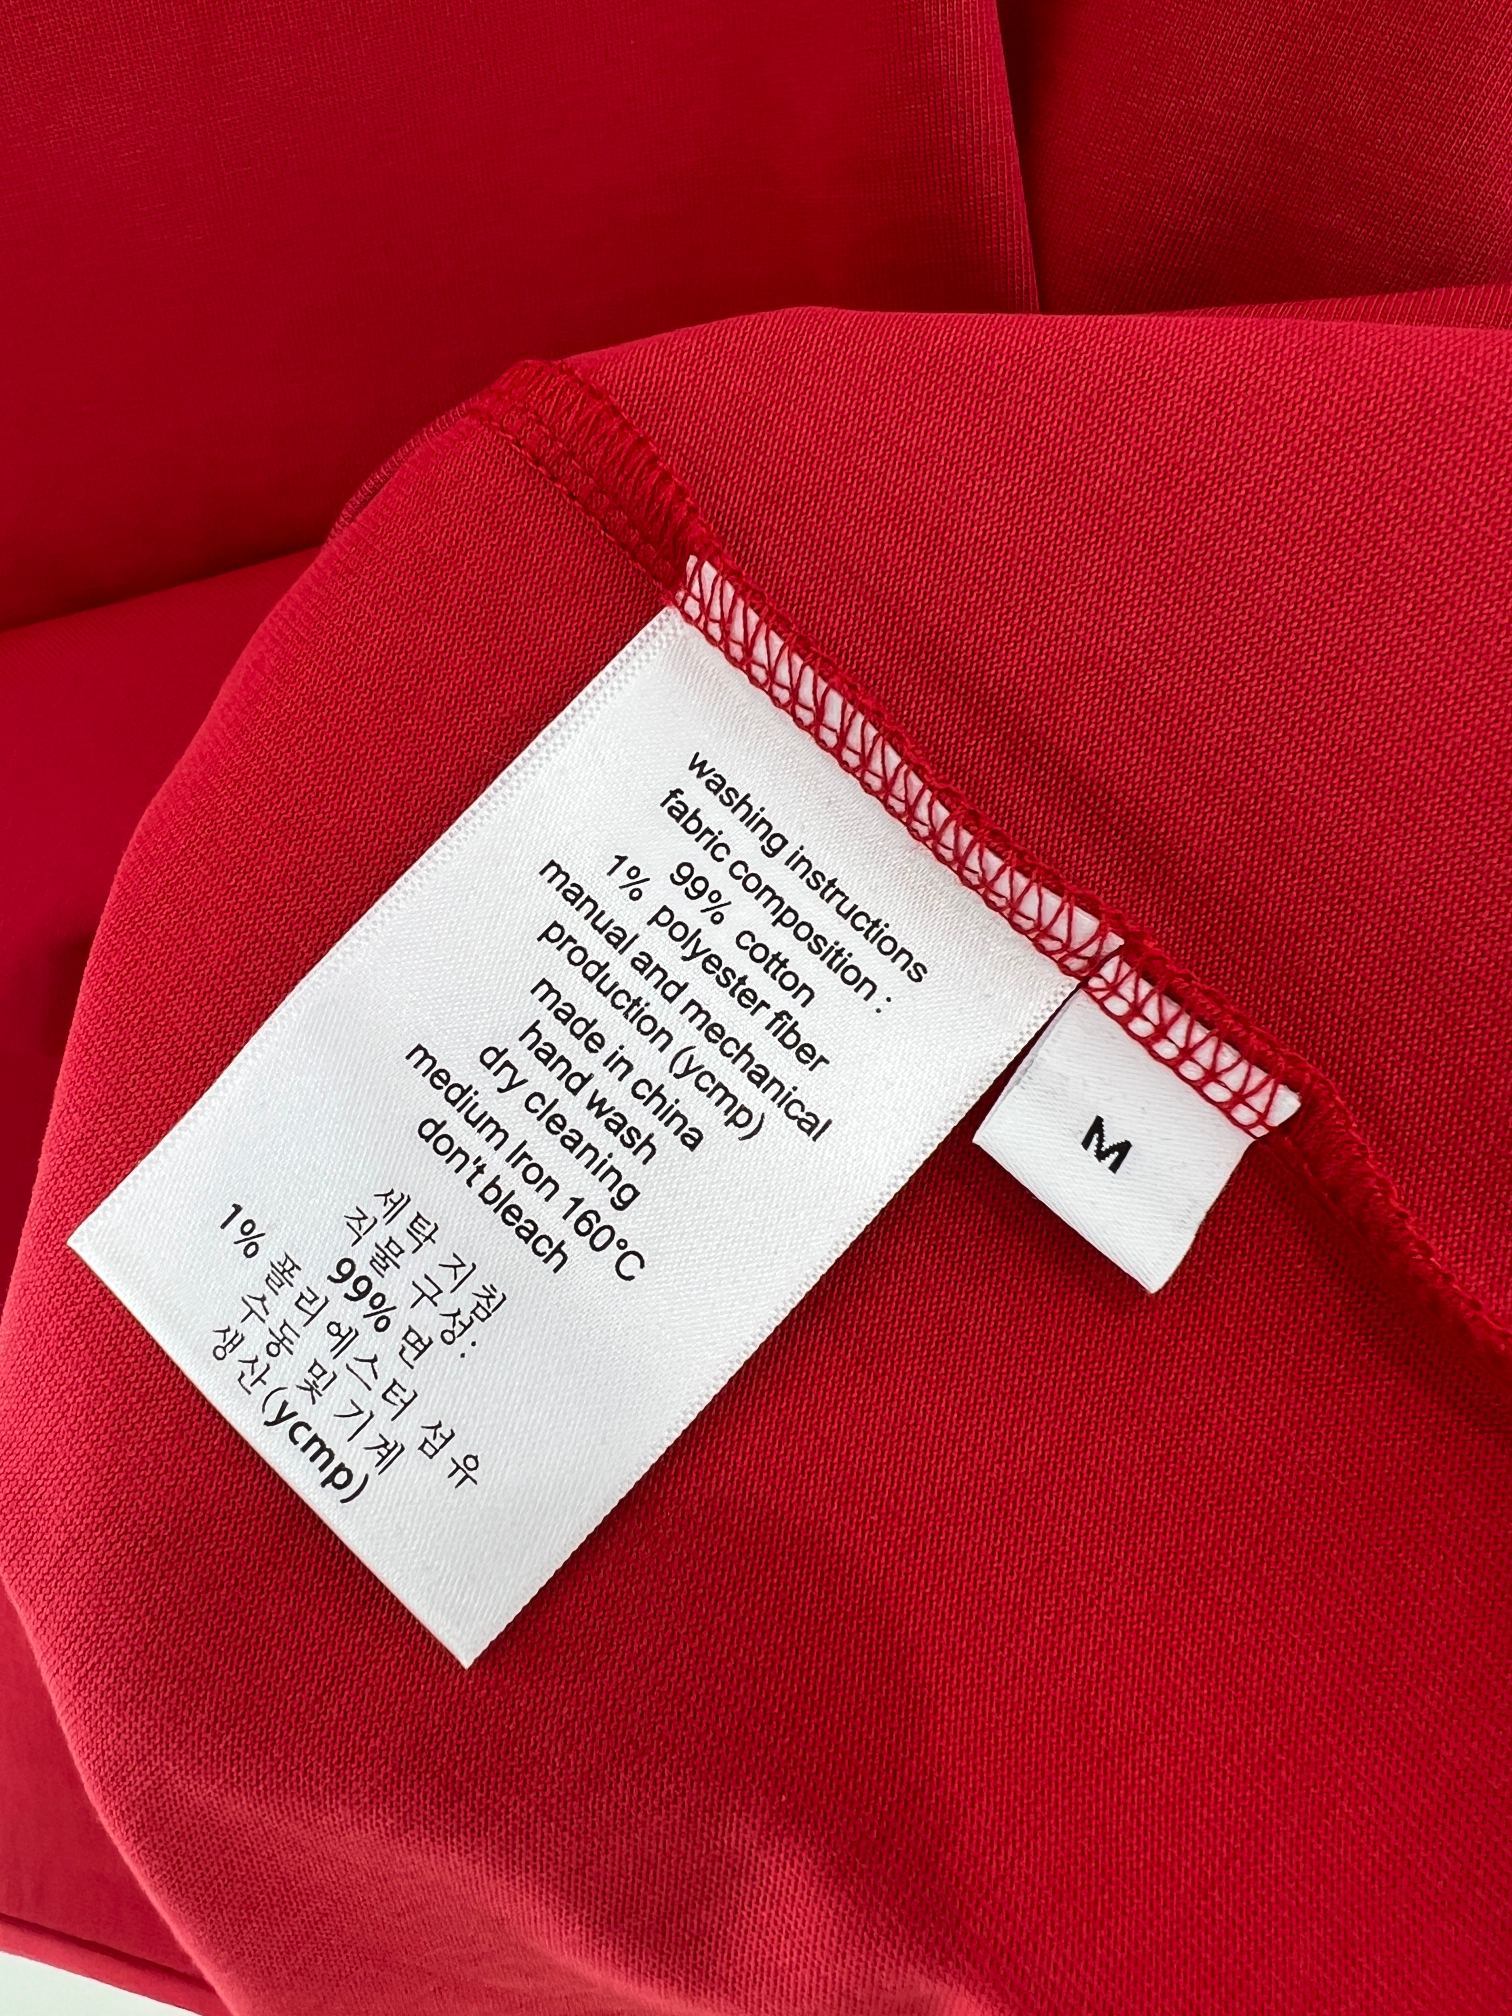 washing instructions
fabric composition :
99% cotton
1% polyester fiber
manual and mechanical
production (ycmp)
made in china
hand wash
dry cleaning
medium Iron 160°C
don't bleach
세탁 지침
직물 구성:
99% 면
1% 폴리에스터 섬유
수동 및 기계
생산(ycmp)
M